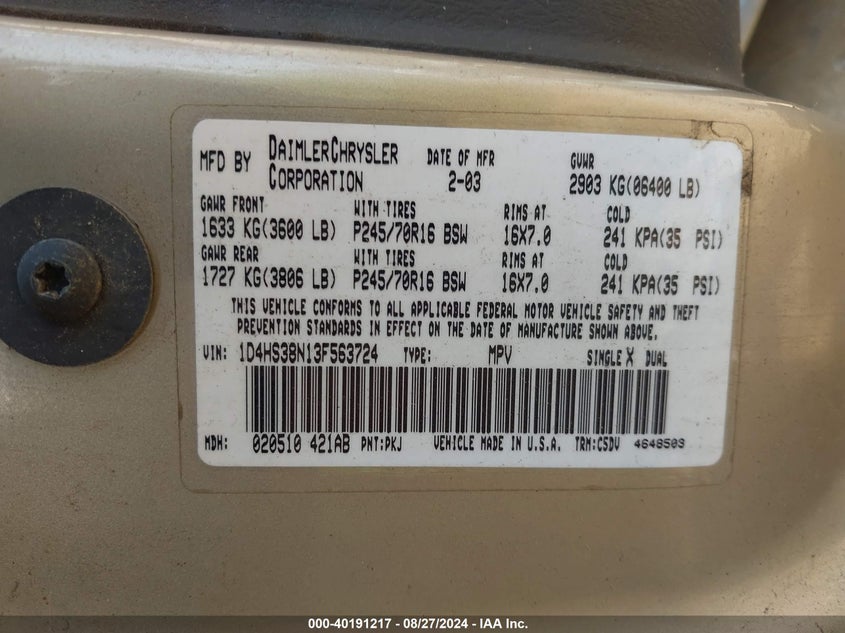 MFD BY DAIMLERCHRYSLER CORPORATION DATE OF MFR 2-03 GVWR 2903 KG(06400 LB)
GAWR FRONT WITH TIRES RIMS AT COLD
1633 KG(3600 LB) P245/70R16 BSW 16X7.0 241 KPA(35 PSI)
GAWR REAR WITH TIRES RIMS AT COLD
1727 KG(3806 LB) P245/70R16 BSW 16X7.0 241 KPA(35 PSI)
THIS VEHICLE CONFORMS TO ALL APPLICABLE FEDERAL MOTOR VEHICLE SAFETY AND THEFT
PREVENTION STANDARDS IN EFFECT ON THE DATE OF MANUFACTURE SHOWN ABOVE.
VIN: 1D4HS38N13F563724 TYPE: MPV SINGLE X DUAL
MDH: 020510 421AB PNT:PKJ VEHICLE MADE IN U.S.A. TRM:CSDV 4648503
000-40191217 - 08/27/2024 - IAA Inc.